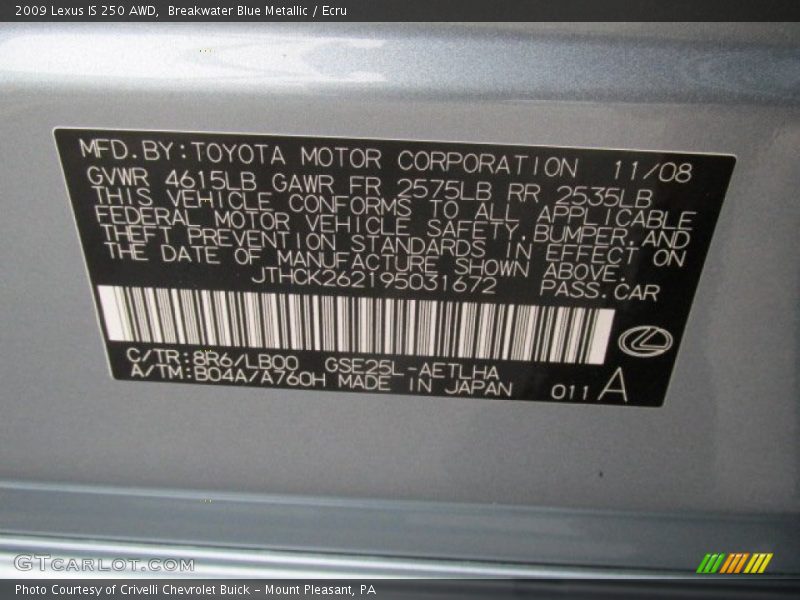 2009 Lexus IS 250 AWD, Breakwater Blue Metallic / Ecru
MFD.BY:TOYOTA MOTOR CORPORATION 11/08
GVWR 4615LB GAWR FR 2575LB RR 2535LB
THIS VEHICLE CONFORMS TO ALL APPLICABLE
FEDERAL MOTOR VEHICLE SAFETY,BUMPER,AND
THEFT PREVENTION STANDARDS IN EFFECT ON
THE DATE OF MANUFACTURE SHOWN ABOVE.
JTHCK262195031672 PASS.CAR
C/TR:8R6/LB00 GSE25L-AETLHA
A/TM:B04A/A760H MADE IN JAPAN 011A
GTCARLOT.COM
Photo Courtesy of Crivelli Chevrolet Buick - Mount Pleasant, PA